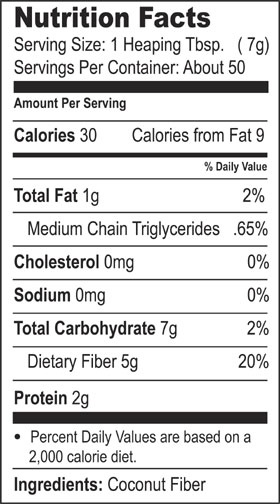 Nutrition Facts
Serving Size: 1 Heaping Tbsp. ( 7g)
Servings Per Container: About 50
Amount Per Serving
Calories 30 Calories from Fat 9
% Daily Value
Total Fat 1g 2%
Medium Chain Triglycerides .65%
Cholesterol 0mg 0%
Sodium 0mg 0%
Total Carbohydrate 7g 2%
Dietary Fiber 5g 20%
Protein 2g
• Percent Daily Values are based on a
2,000 calorie diet.
Ingredients: Coconut Fiber